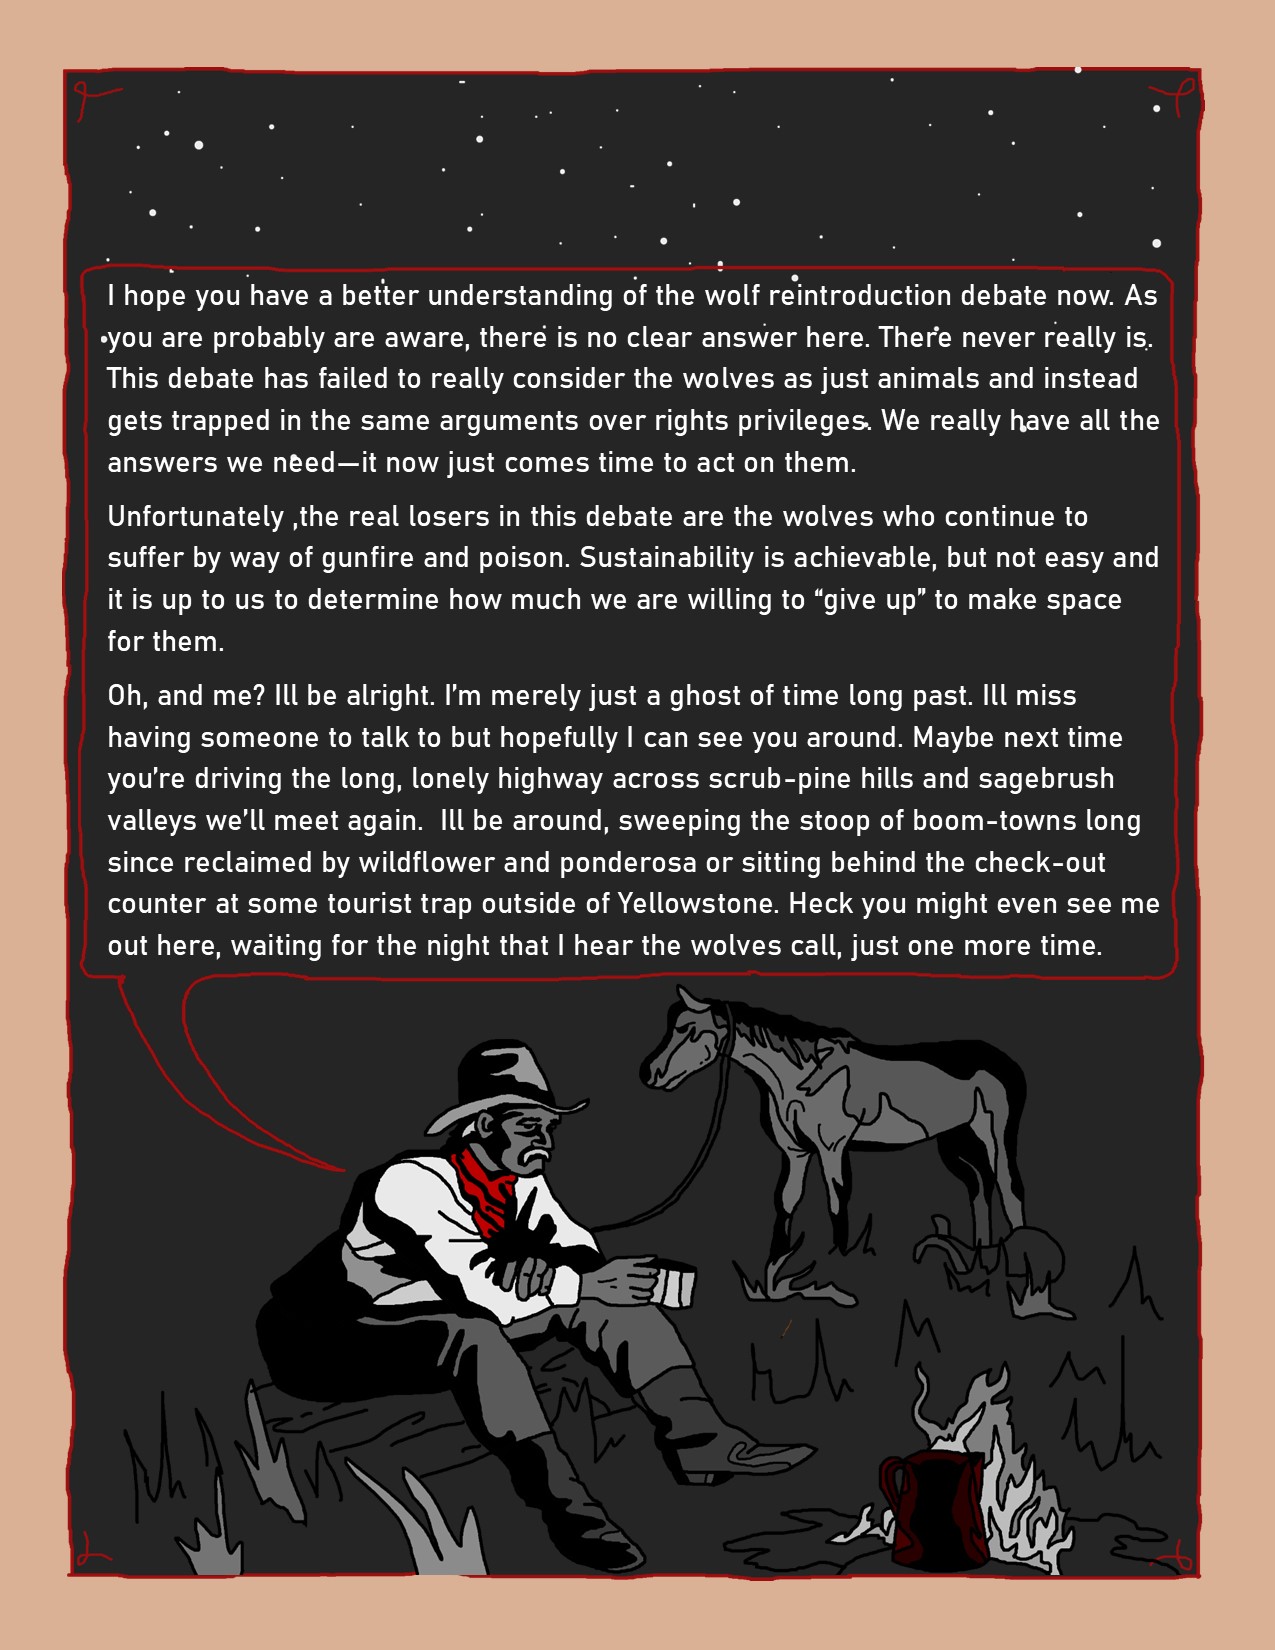 I hope you have a better understanding of the wolf reintroduction debate now. As
you are probably are aware, there is no clear answer here. There never really is.
This debate has failed to really consider the wolves as just animals and instead
gets trapped in the same arguments over rights privileges. We really have all the
answers we need—it now just comes time to act on them.
Unfortunately ,the real losers in this debate are the wolves who continue to
suffer by way of gunfire and poison. Sustainability is achievable, but not easy and
it is up to us to determine how much we are willing to “give up” to make space
for them.
Oh, and me? Ill be alright. I’m merely just a ghost of time long past. Ill miss
having someone to talk to but hopefully I can see you around. Maybe next time
you’re driving the long, lonely highway across scrub-pine hills and sagebrush
valleys we’ll meet again.  Ill be around, sweeping the stoop of boom-towns long
since reclaimed by wildflower and ponderosa or sitting behind the check-out
counter at some tourist trap outside of Yellowstone. Heck you might even see me
out here, waiting for the night that I hear the wolves call, just one more time.